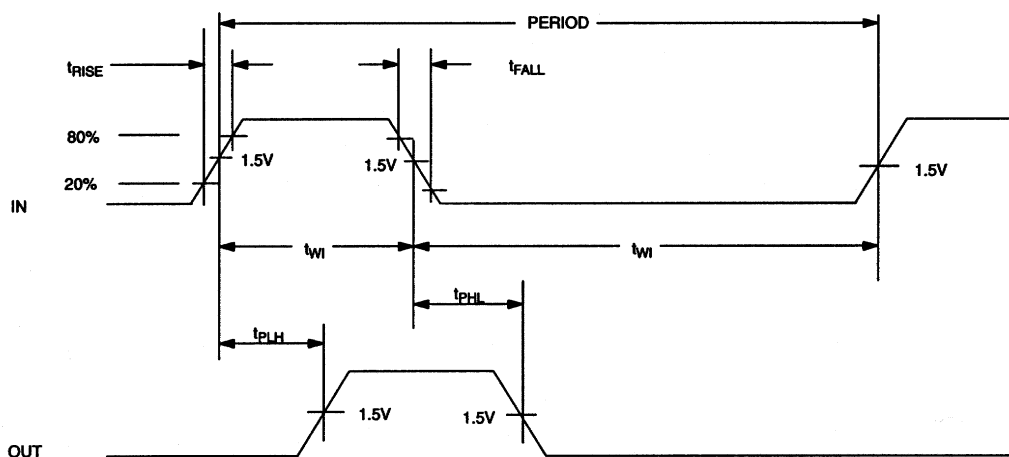 PERIOD
tRISE
tFALL
80%
1.5V
1.5V
1.5V
20%
IN
tWI
tWI
tPHL
tPLH
1.5V
1.5V
OUT